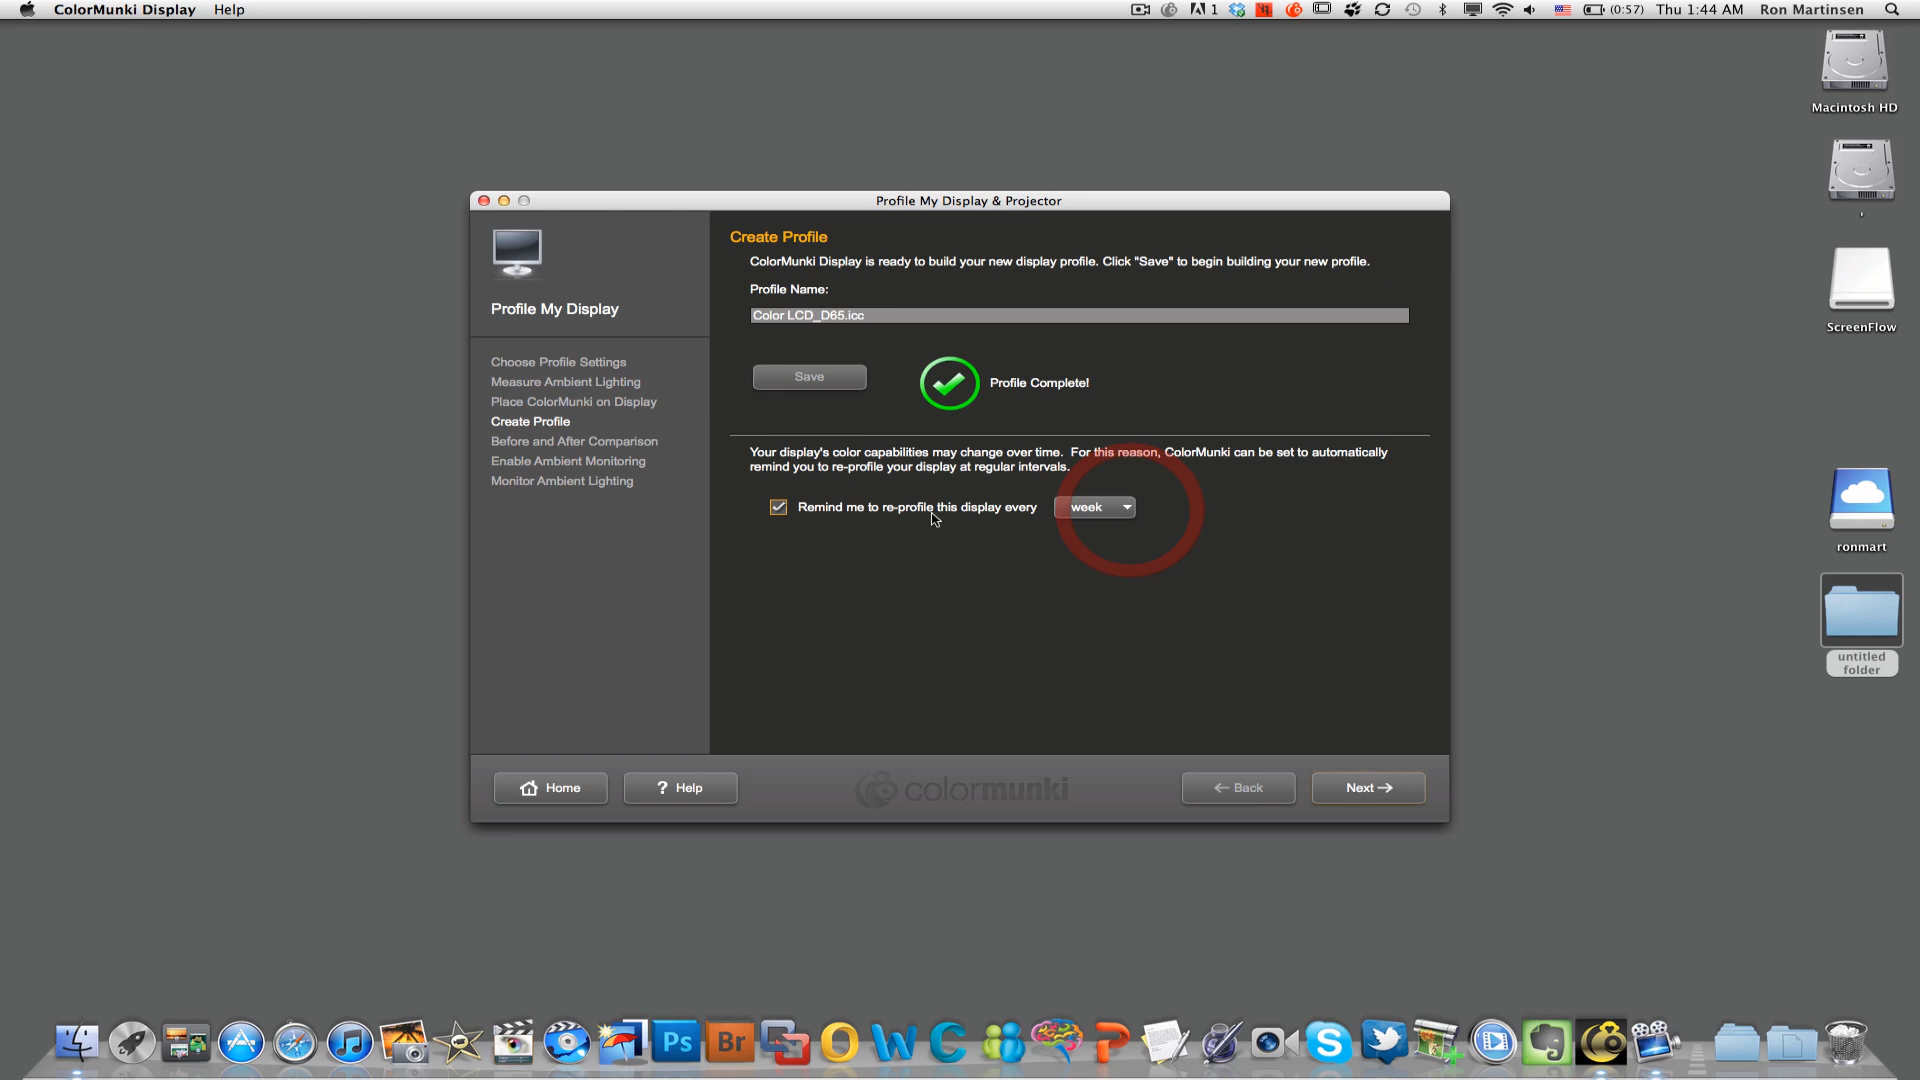 ColorMunki Display Help
1 (0:57) Thu 1:44 AM Ron Martinsen
Macintosh HD
Profile My Display & Projector
Create Profile
ColorMunki Display is ready to build your new display profile. Click "Save" to begin building your new profile.
Profile Name:
Color LCD_D65.icc
Save
Profile Complete!
Your display's color capabilities may change over time. For this reason, ColorMunki can be set to automatically
remind you to re-profile your display at regular intervals.
Remind me to re-profile this display every week
Profile My Display
Choose Profile Settings
Measure Ambient Lighting
Place ColorMunki on Display
Create Profile
Before and After Comparison
Enable Ambient Monitoring
Monitor Ambient Lighting
Home
? Help
colormunki
Back
Next
ScreenFlow
ronmart
untitled
folder
Ps
Br